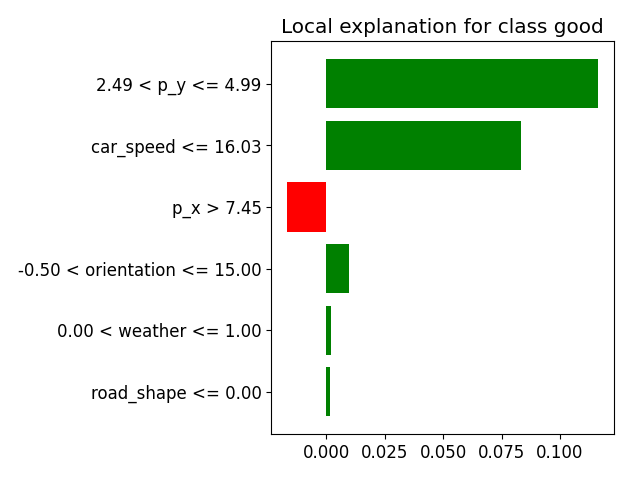 Local explanation for class good
2.49 < p_y <= 4.99
car_speed <= 16.03
p_x > 7.45
-0.50 < orientation <= 15.00
0.00 < weather <= 1.00
road_shape <= 0.00
0.000 0.025 0.050 0.075 0.100